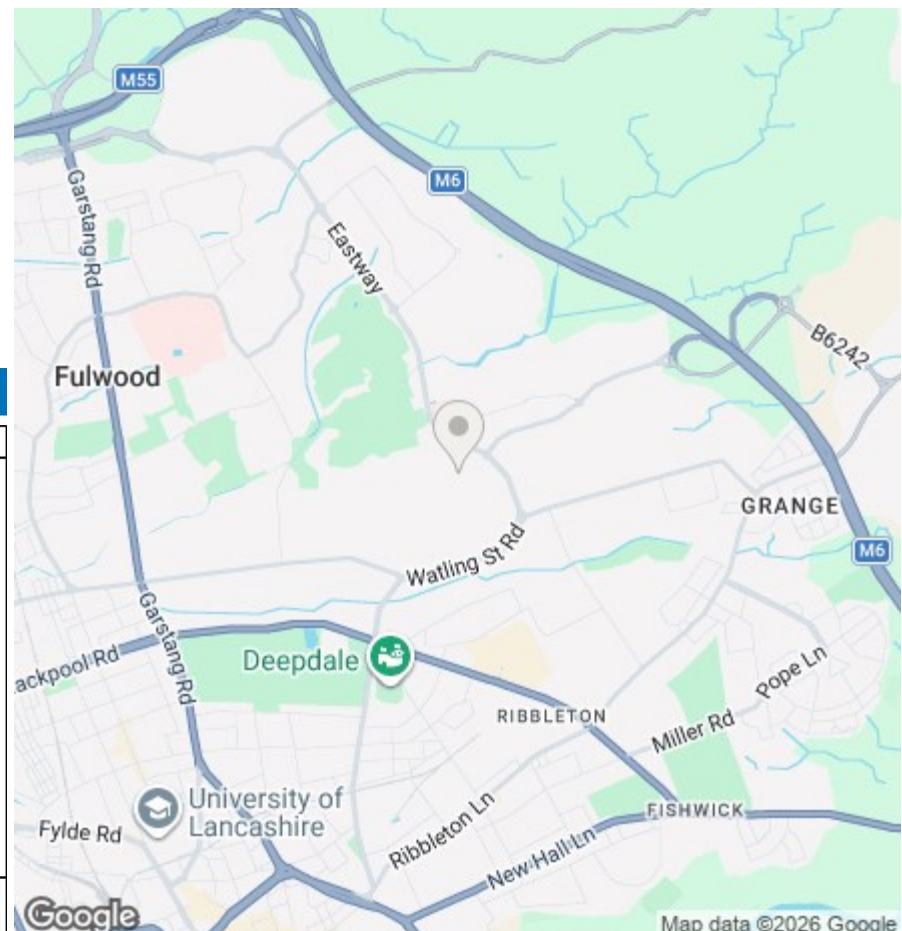 M55
M6
Garstang Rd
Eastway
B6242
Fulwood
GRANGE
Watling St Rd
M6
Garstang Rd
ackpool Rd
Deepdale
Pope Ln
RIBBLETON
Miller Rd
University of
Lancashire
FISHWICK
Fylde Rd
Ribbleton Ln
New Hall Ln
Google
Map data ©2026 Google